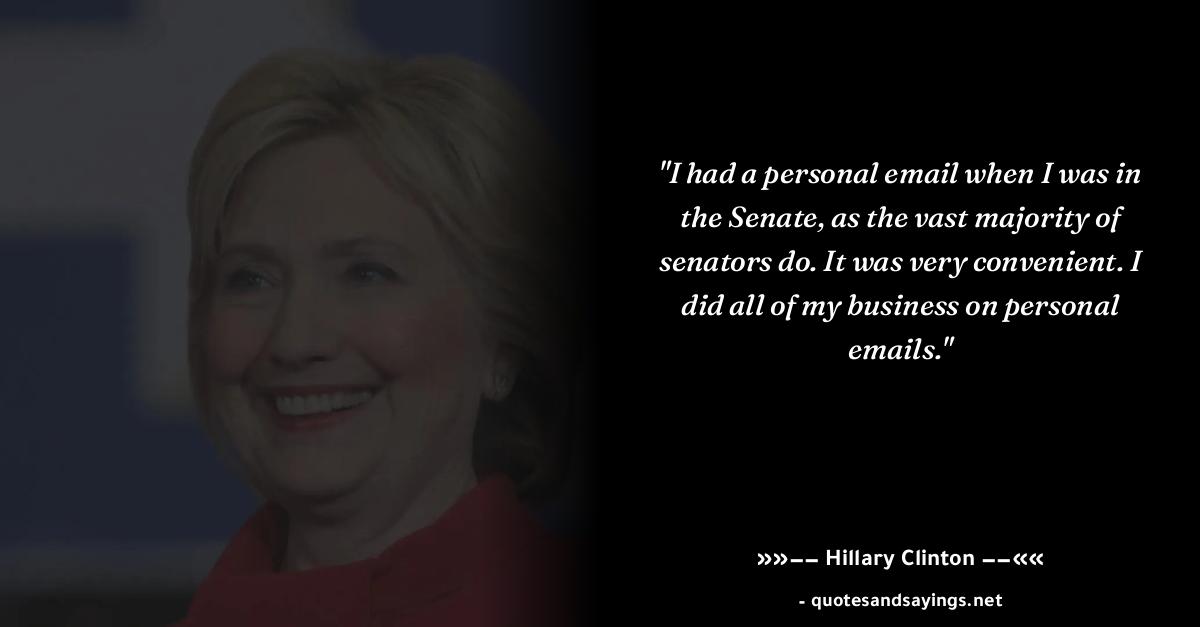 "I had a personal email when I was in
the Senate, as the vast majority of
senators do. It was very convenient. I
did all of my business on personal
emails."
»»–– Hillary Clinton ––««
- quotesandsayings.net